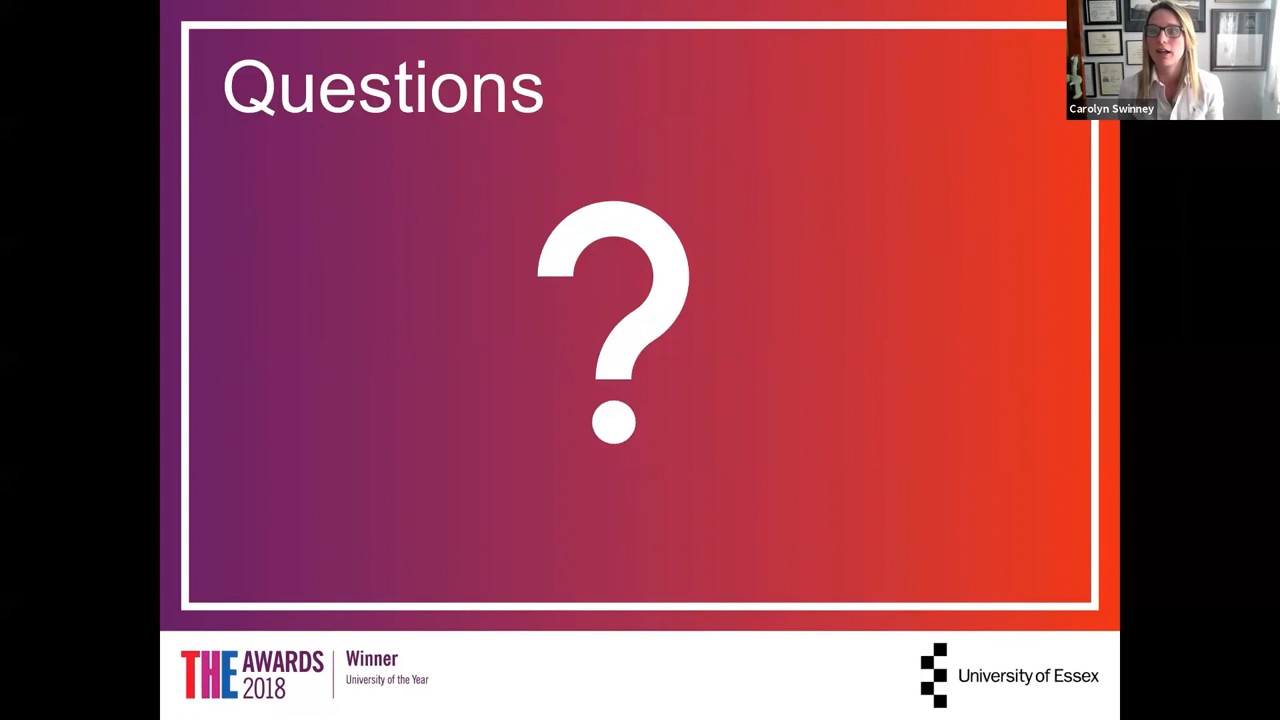 Questions
?
Carolyn Swinney
THE AWARDS 2018
Winner
University of the Year
University of Essex